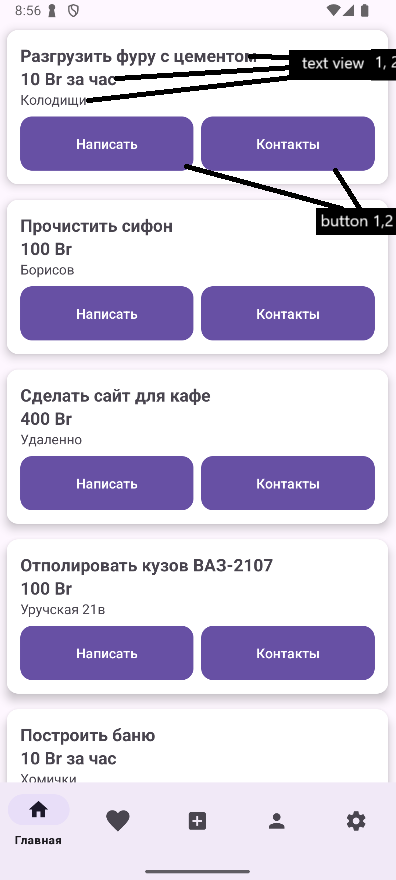 8:56
Разгрузить фуру с цементом
text view 1, 2
10 Br за час
Колодищи
Написать
Контакты
button 1,2
Прочистить сифон
100 Br
Борисов
Написать
Контакты
Сделать сайт для кафе
400 Br
Удаленно
Написать
Контакты
Отполировать кузов ВАЗ-2107
100 Br
Уручская 21в
Написать
Контакты
Построить баню
10 Br за час
Хомички
Главная